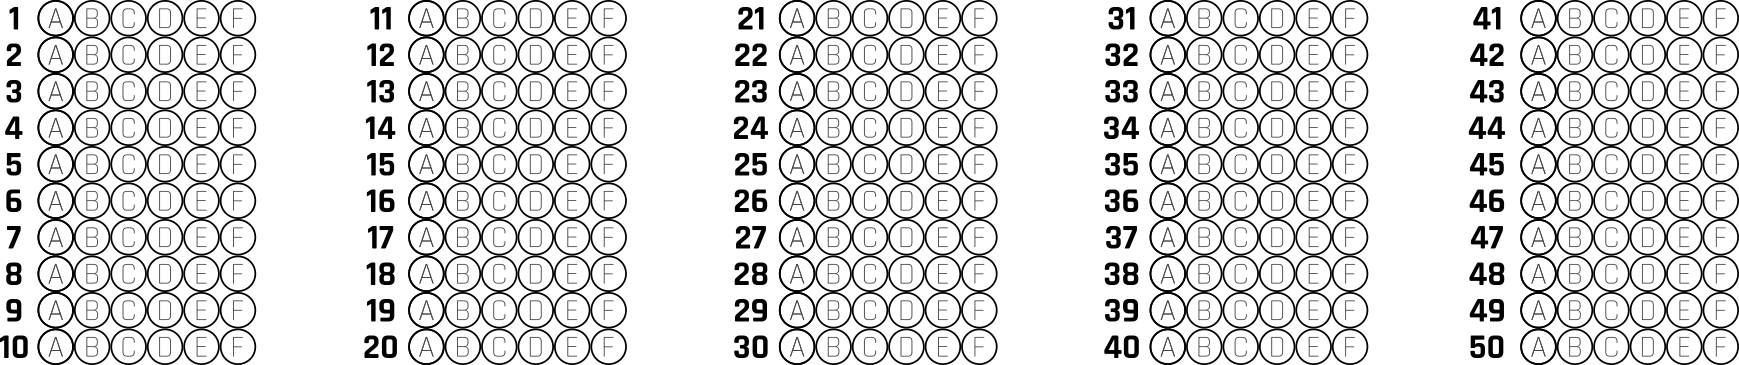 1 A B C D E F 11 A B C D E F 21 A B C D E F 31 A B C D E F 41 A B C D E F
2 A B C D E F 12 A B C D E F 22 A B C D E F 32 A B C D E F 42 A B C D E F
3 A B C D E F 13 A B C D E F 23 A B C D E F 33 A B C D E F 43 A B C D E F
4 A B C D E F 14 A B C D E F 24 A B C D E F 34 A B C D E F 44 A B C D E F
5 A B C D E F 15 A B C D E F 25 A B C D E F 35 A B C D E F 45 A B C D E F
6 A B C D E F 16 A B C D E F 26 A B C D E F 36 A B C D E F 46 A B C D E F
7 A B C D E F 17 A B C D E F 27 A B C D E F 37 A B C D E F 47 A B C D E F
8 A B C D E F 18 A B C D E F 28 A B C D E F 38 A B C D E F 48 A B C D E F
9 A B C D E F 19 A B C D E F 29 A B C D E F 39 A B C D E F 49 A B C D E F
10 A B C D E F 20 A B C D E F 30 A B C D E F 40 A B C D E F 50 A B C D E F